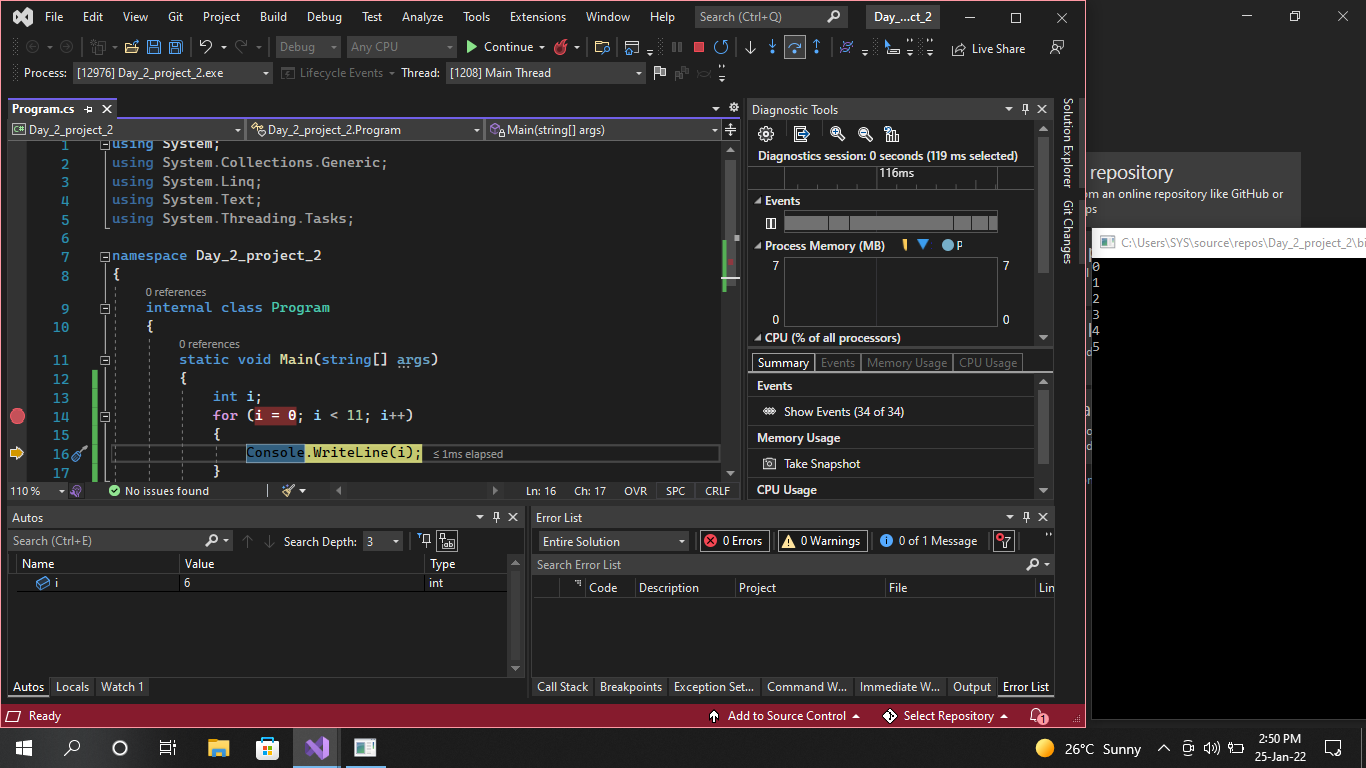 File Edit View Git Project Build Debug Test Analyze Tools Extensions Window Help Search (Ctrl+Q) Day_...ct_2
Debug Any CPU Continue Live Share
Process: [12976] Day_2_project_2.exe Lifecycle Events Thread: [1208] Main Thread
Program.cs
Day_2_project_2 Day_2_project_2.Program Main(string[] args)
1 using System;
2 using System.Collections.Generic;
3 using System.Linq;
4 using System.Text;
5 using System.Threading.Tasks;
6
7 namespace Day_2_project_2
8 {
0 references
9 internal class Program
10 {
0 references
11 static void Main(string[] args)
12 {
13 int i;
14 for (i = 0; i < 11; i++)
15 {
16 Console.WriteLine(i); ≤ 1ms elapsed
17 }
110 % No issues found Ln: 16 Ch: 17 OVR SPC CRLF
Diagnostic Tools
Diagnostics session: 0 seconds (119 ms selected)
116ms
Events
Process Memory (MB) P
7 7
0 0
CPU (% of all processors)
Summary Events Memory Usage CPU Usage
Events
Show Events (34 of 34)
Memory Usage
Take Snapshot
CPU Usage
Solution Explorer
Git Changes
repository
om an online repository like GitHub or
ps
C:\Users\SYS\source\repos\Day_2_project_2\bi
0
1
2
3
4
5
Autos
Search (Ctrl+E) Search Depth: 3
Name Value Type
i 6 int
Autos Locals Watch 1
Error List
Entire Solution 0 Errors 0 Warnings 0 of 1 Message
Search Error List
Code Description Project File Lin
Call Stack Breakpoints Exception Set... Command W... Immediate W... Output Error List
Ready Add to Source Control Select Repository 1
26°C Sunny 2:50 PM
25-Jan-22